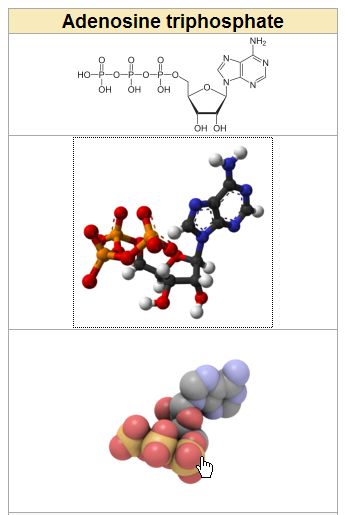 Adenosine triphosphate
NH₂
O O O N N
HO P O P O P O O N N
OH OH OH
OH OH